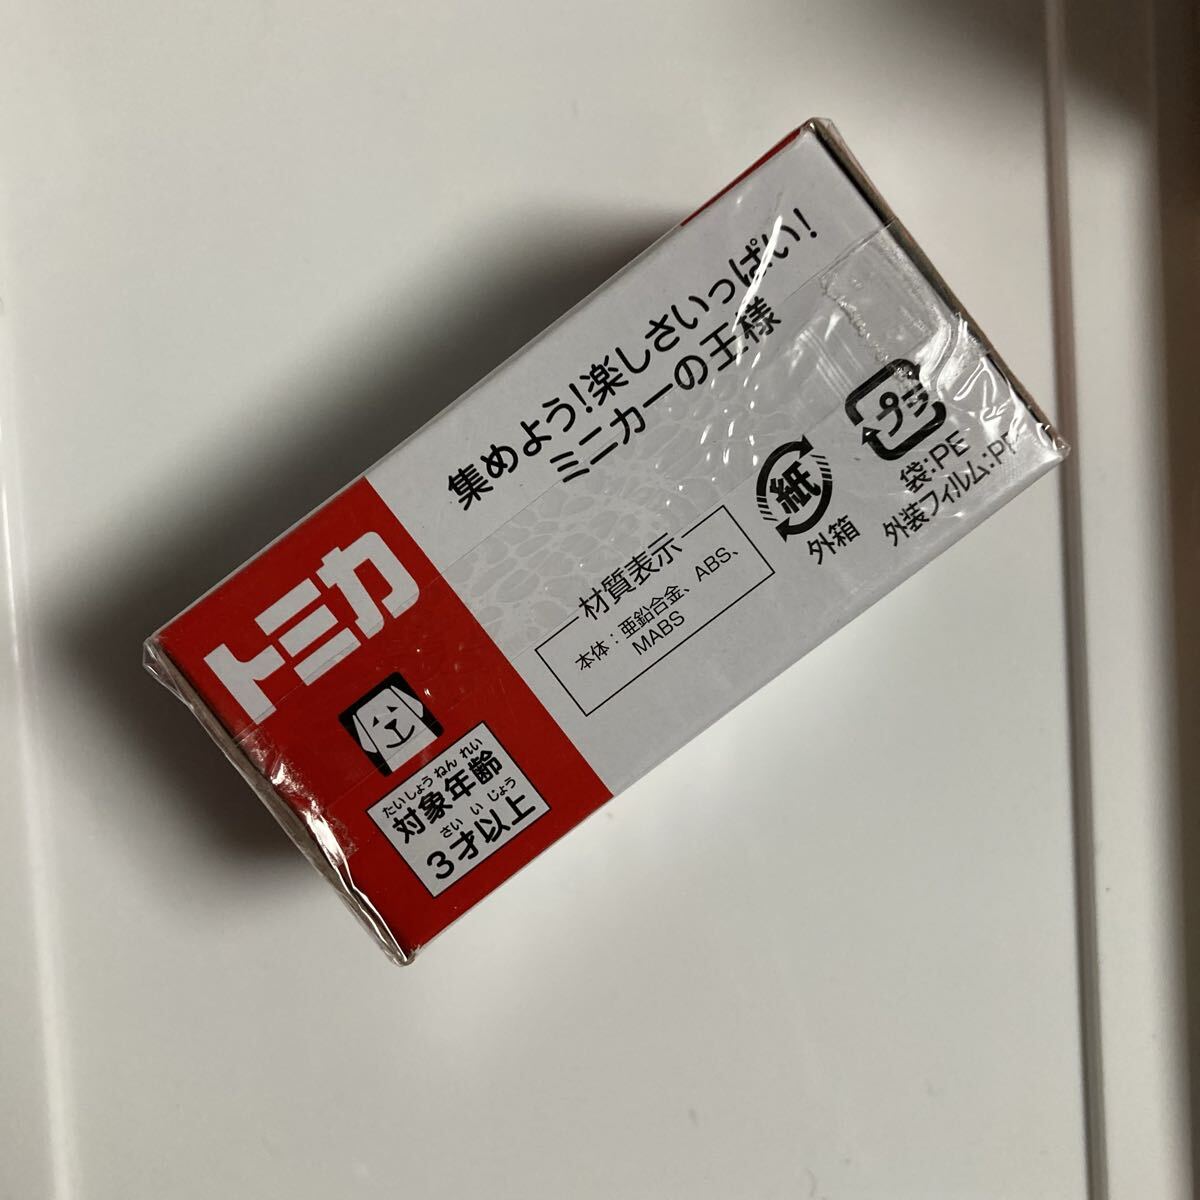 集めよう!楽しさいっぱい!
ミニカーの王様
トミカ
たいしょう ねん れい
対象年齢
さい い じょう
3才以上
材質表示
本体：亜鉛合金、ABS、
MABS
紙
外箱
プラ
袋：PE
外装フィルム：PP